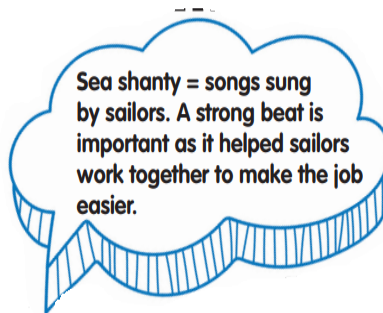 Sea shanty = songs sung
by sailors. A strong beat is
important as it helped sailors
work together to make the job
easier.